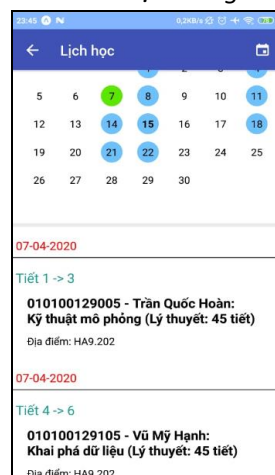 23:45 N 0,3KB/s
Lịch học
5 6 7 8 9 10 11
12 13 14 15 16 17 18
19 20 21 22 23 24 25
26 27 28 29 30
07-04-2020
Tiết 1 -> 3
010100129005 - Trần Quốc Hoàn:
Kỹ thuật mô phỏng (Lý thuyết: 45 tiết)
Địa điểm: HA9.202
07-04-2020
Tiết 4 -> 6
010100129105 - Vũ Mỹ Hạnh:
Khai phá dữ liệu (Lý thuyết: 45 tiết)
Địa điểm: HA9.202